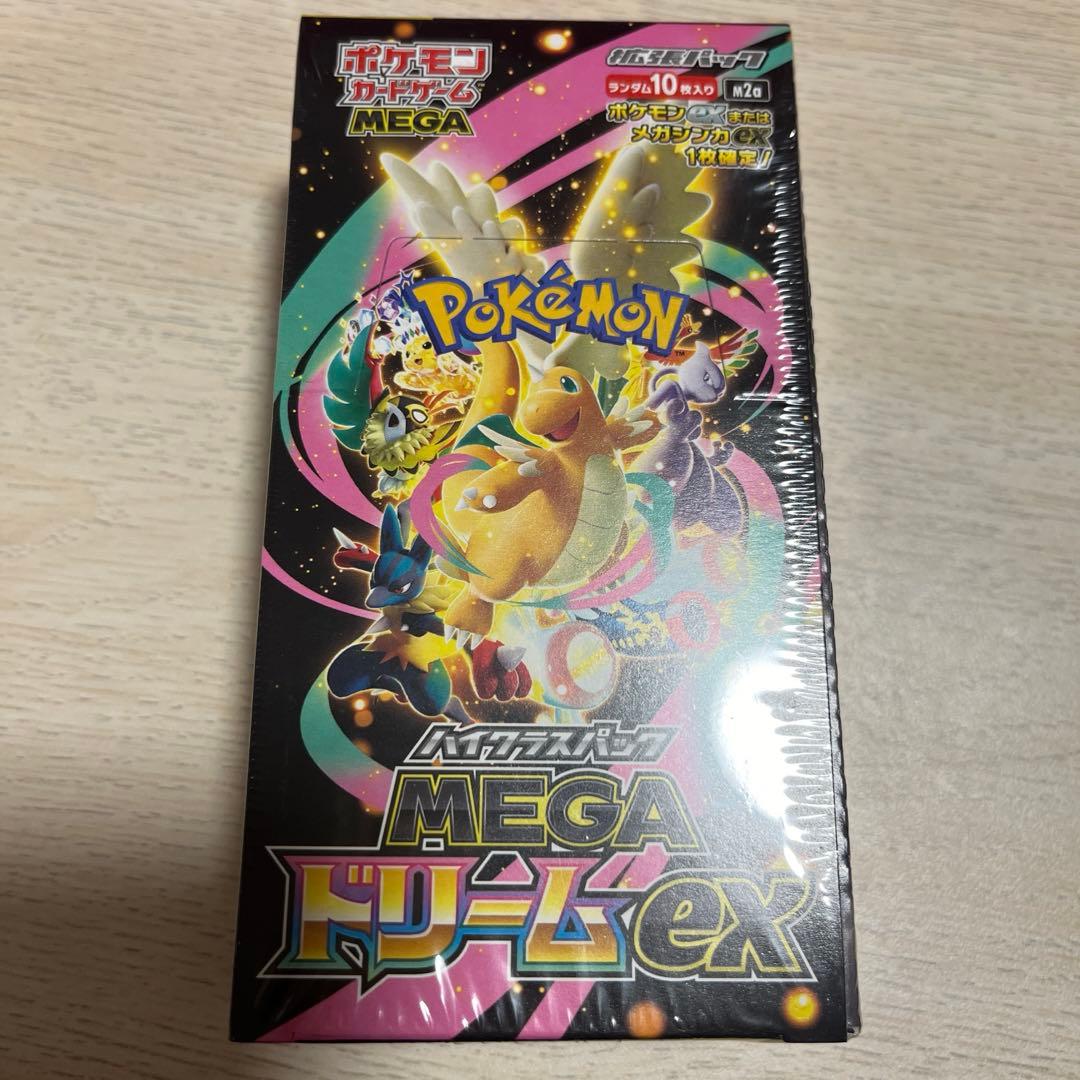 ポケモン
カードゲーム
MEGA
拡張パック
ランダム10枚入り M2a
ポケモンexまたは
メガシンカex
1枚確定!
POKÉMON
TM
ハイクラスパック
MEGA
ドリームex